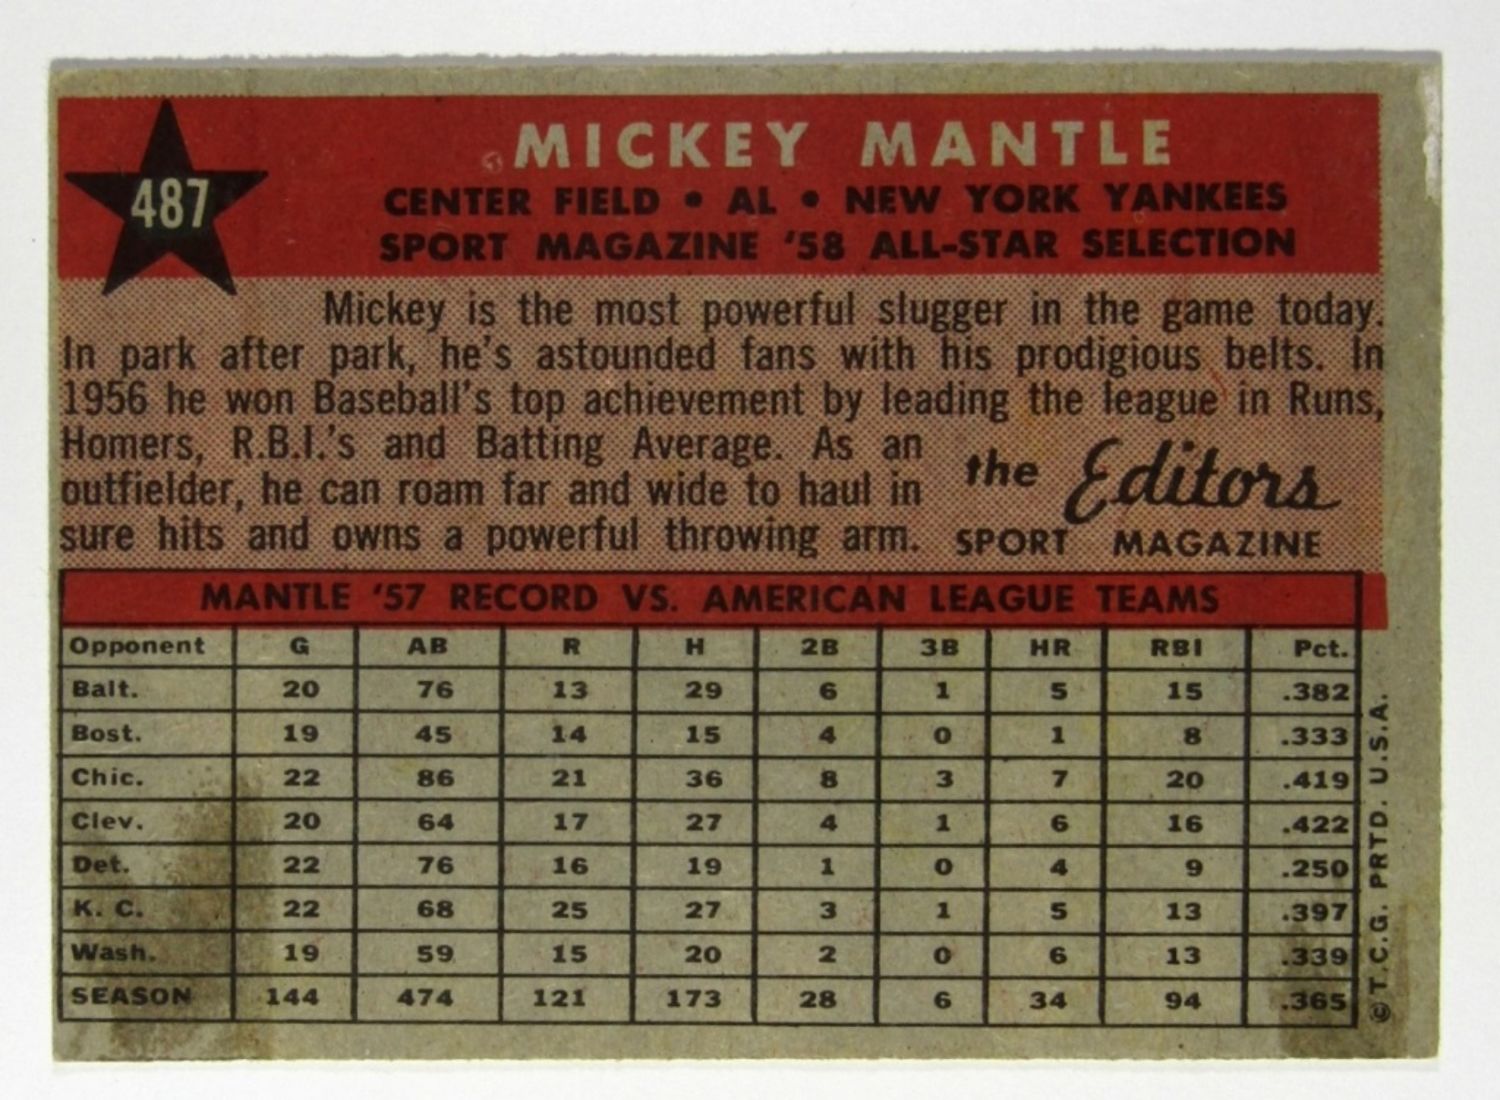 487
MICKEY MANTLE
CENTER FIELD • AL • NEW YORK YANKEES
SPORT MAGAZINE '58 ALL-STAR SELECTION
Mickey is the most powerful slugger in the game today.
In park after park, he's astounded fans with his prodigious belts. In
1956 he won Baseball's top achievement by leading the league in Runs,
Homers, R.B.I.'s and Batting Average. As an
outfielder, he can roam far and wide to haul in
sure hits and owns a powerful throwing arm.
the Editors
SPORT MAGAZINE
MANTLE '57 RECORD VS. AMERICAN LEAGUE TEAMS
Opponent G AB R H 2B 3B HR RBI Pct.
Balt. 20 76 13 29 6 1 5 15 .382
Bost. 19 45 14 15 4 0 1 8 .333
Chic. 22 86 21 36 8 3 7 20 .419
Clev. 20 64 17 27 4 1 6 16 .422
Det. 22 76 16 19 1 0 4 9 .250
K. C. 22 68 25 27 3 1 5 13 .397
Wash. 19 59 15 20 2 0 6 13 .339
SEASON 144 474 121 173 28 6 34 94 .365
© T.C.G. PRTD. U.S.A.